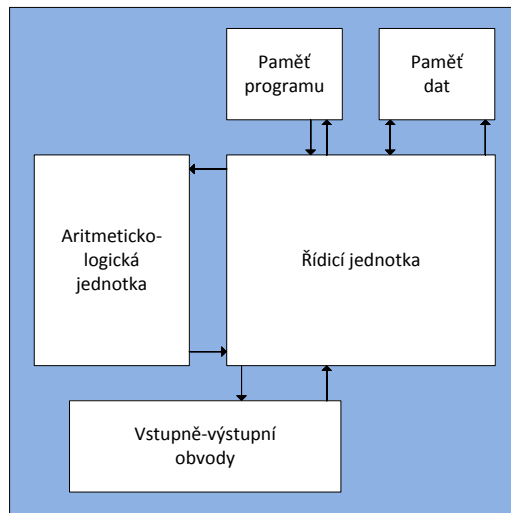 Paměť
programu
Paměť
dat
Aritmeticko-
logická
jednotka
Řídicí jednotka
Vstupně-výstupní
obvody